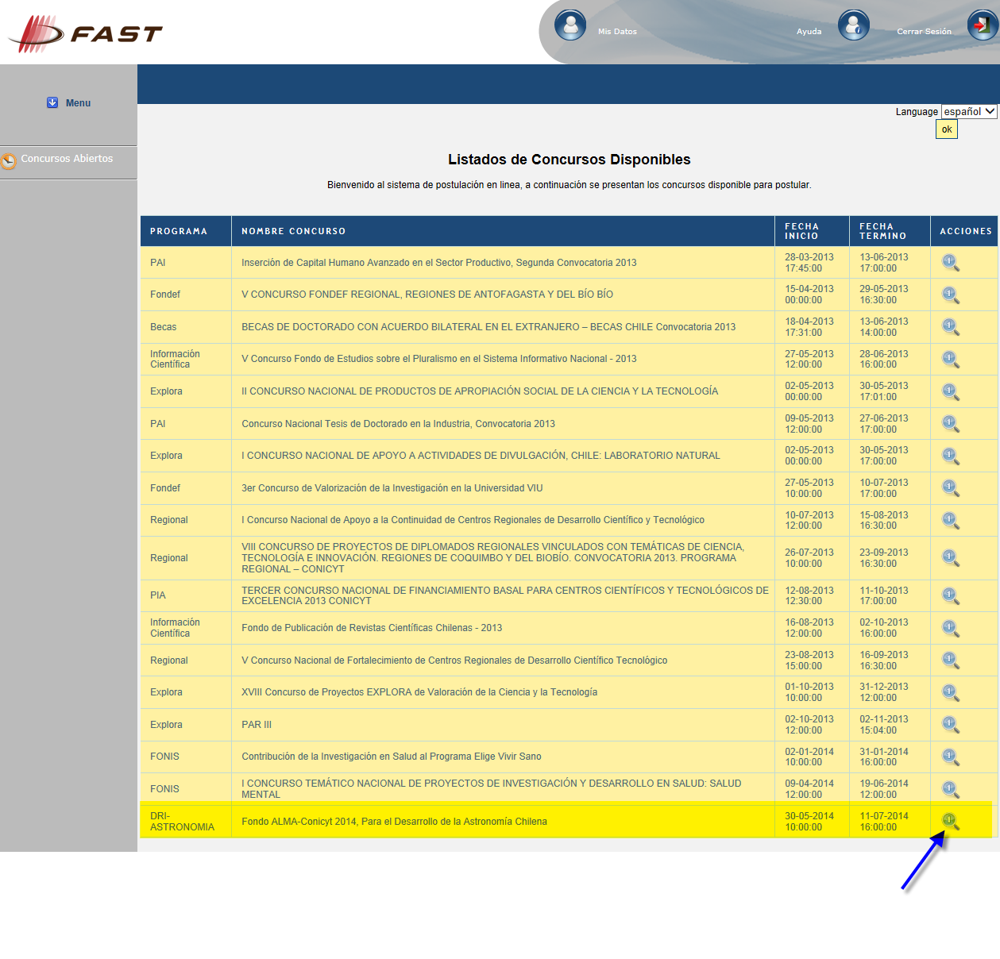 FAST
Mis Datos
Ayuda
Cerrar Sesión
Menu
Concursos Abiertos
Language español
ok
Listados de Concursos Disponibles
Bienvenido al sistema de postulación en linea, a continuación se presentan los concursos disponible para postular.
PROGRAMA NOMBRE CONCURSO FECHA INICIO FECHA TERMINO ACCIONES
PAI Inserción de Capital Humano Avanzado en el Sector Productivo, Segunda Convocatoria 2013 28-03-2013 17:45:00 13-06-2013 17:00:00
Fondef V CONCURSO FONDEF REGIONAL, REGIONES DE ANTOFAGASTA Y DEL BÍO BÍO 15-04-2013 00:00:00 29-05-2013 16:30:00
Becas BECAS DE DOCTORADO CON ACUERDO BILATERAL EN EL EXTRANJERO – BECAS CHILE Convocatoria 2013 18-04-2013 17:31:00 13-06-2013 14:00:00
Información Científica V Concurso Fondo de Estudios sobre el Pluralismo en el Sistema Informativo Nacional - 2013 27-05-2013 12:00:00 28-06-2013 16:00:00
Explora II CONCURSO NACIONAL DE PRODUCTOS DE APROPIACIÓN SOCIAL DE LA CIENCIA Y LA TECNOLOGÍA 02-05-2013 00:00:00 30-05-2013 17:01:00
PAI Concurso Nacional Tesis de Doctorado en la Industria, Convocatoria 2013 09-05-2013 12:00:00 27-06-2013 17:00:00
Explora I CONCURSO NACIONAL DE APOYO A ACTIVIDADES DE DIVULGACIÓN, CHILE: LABORATORIO NATURAL 02-05-2013 00:00:00 30-05-2013 17:00:00
Fondef 3er Concurso de Valorización de la Investigación en la Universidad VIU 27-05-2013 10:00:00 10-07-2013 17:00:00
Regional I Concurso Nacional de Apoyo a la Continuidad de Centros Regionales de Desarrollo Científico y Tecnológico 10-07-2013 12:00:00 15-08-2013 16:30:00
Regional VIII CONCURSO DE PROYECTOS DE DIPLOMADOS REGIONALES VINCULADOS CON TEMÁTICAS DE CIENCIA, TECNOLOGÍA E INNOVACIÓN. REGIONES DE COQUIMBO Y DEL BIOBÍO. CONVOCATORIA 2013. PROGRAMA REGIONAL – CONICYT 26-07-2013 10:00:00 23-09-2013 16:30:00
PIA TERCER CONCURSO NACIONAL DE FINANCIAMIENTO BASAL PARA CENTROS CIENTÍFICOS Y TECNOLÓGICOS DE EXCELENCIA 2013 CONICYT 12-08-2013 12:30:00 11-10-2013 17:00:00
Información Científica Fondo de Publicación de Revistas Científicas Chilenas - 2013 16-08-2013 12:00:00 02-10-2013 16:00:00
Regional V Concurso Nacional de Fortalecimiento de Centros Regionales de Desarrollo Científico Tecnológico 23-08-2013 15:00:00 16-09-2013 16:30:00
Explora XVIII Concurso de Proyectos EXPLORA de Valoración de la Ciencia y la Tecnología 01-10-2013 10:00:00 31-12-2013 12:00:00
Explora PAR III 02-10-2013 12:00:00 02-11-2013 15:04:00
FONIS Contribución de la Investigación en Salud al Programa Elige Vivir Sano 02-01-2014 10:00:00 31-01-2014 16:00:00
FONIS I CONCURSO TEMÁTICO NACIONAL DE PROYECTOS DE INVESTIGACIÓN Y DESARROLLO EN SALUD: SALUD MENTAL 09-04-2014 12:00:00 19-06-2014 12:00:00
DRI-ASTRONOMIA Fondo ALMA-Conicyt 2014, Para el Desarrollo de la Astronomía Chilena 30-05-2014 10:00:00 11-07-2014 16:00:00